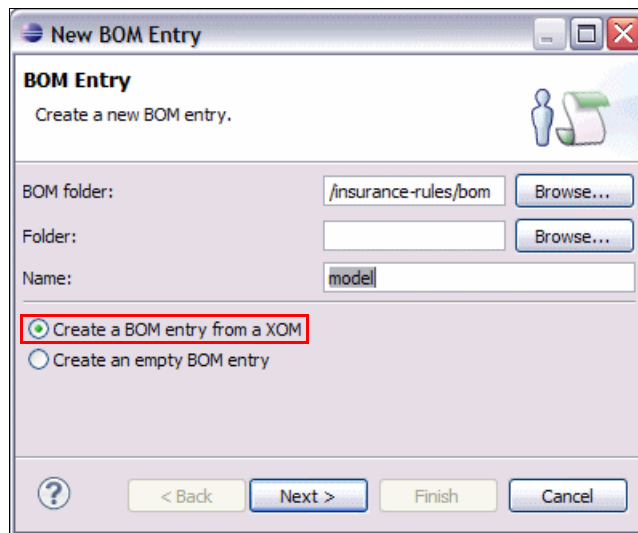 New BOM Entry
BOM Entry
Create a new BOM entry.
BOM folder: /insurance-rules/bom Browse...
Folder: Browse...
Name: model
Create a BOM entry from a XOM
Create an empty BOM entry
? < Back Next > Finish Cancel